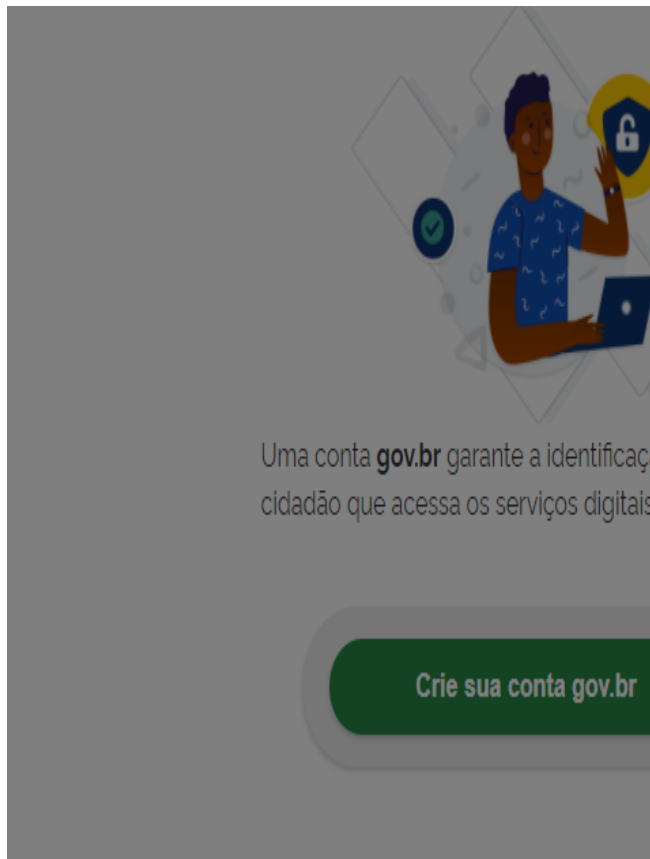 Uma conta gov.br garante a identificaç
cidadão que acessa os serviços digitais
Crie sua conta gov.br